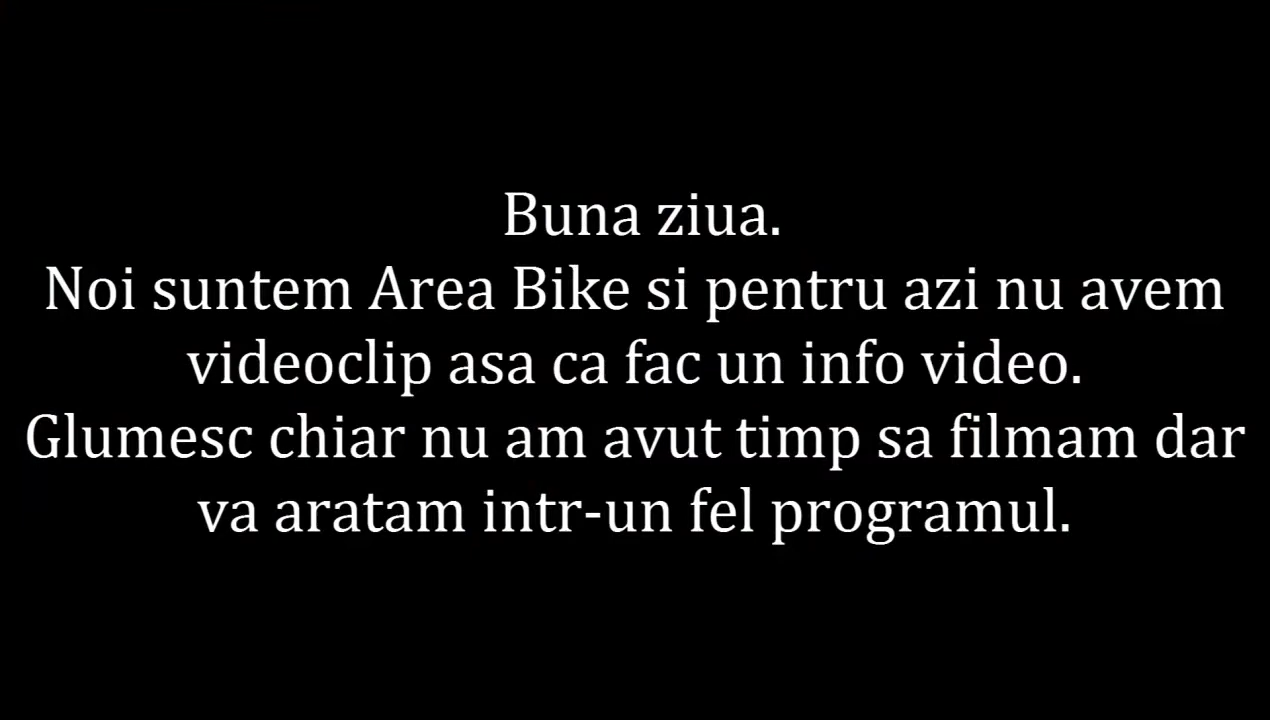 Buna ziua.
Noi suntem Area Bike si pentru azi nu avem
videoclip asa ca fac un info video.
Glumesc chiar nu am avut timp sa filmam dar
va aratam intr-un fel programul.